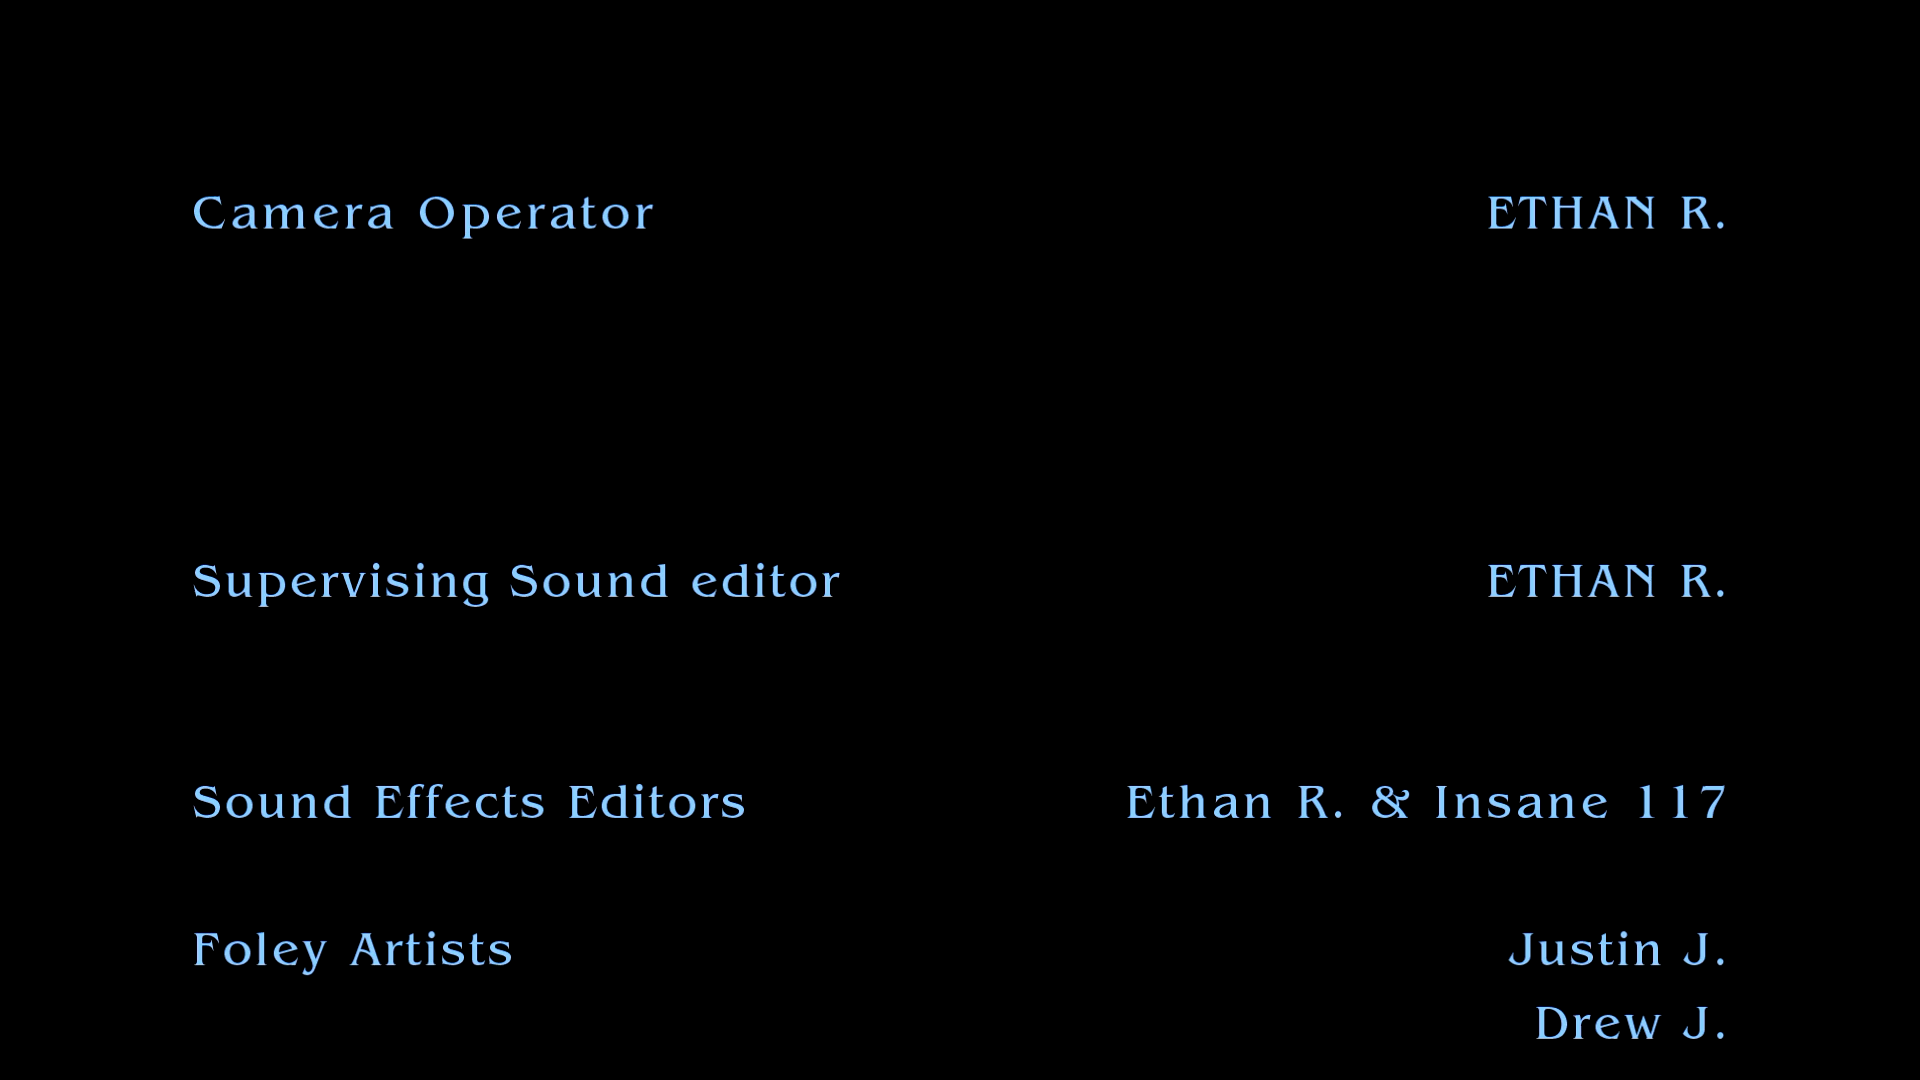 Camera Operator ETHAN R.
Supervising Sound editor ETHAN R.
Sound Effects Editors Ethan R. & Insane 117
Foley Artists Justin J.
Drew J.